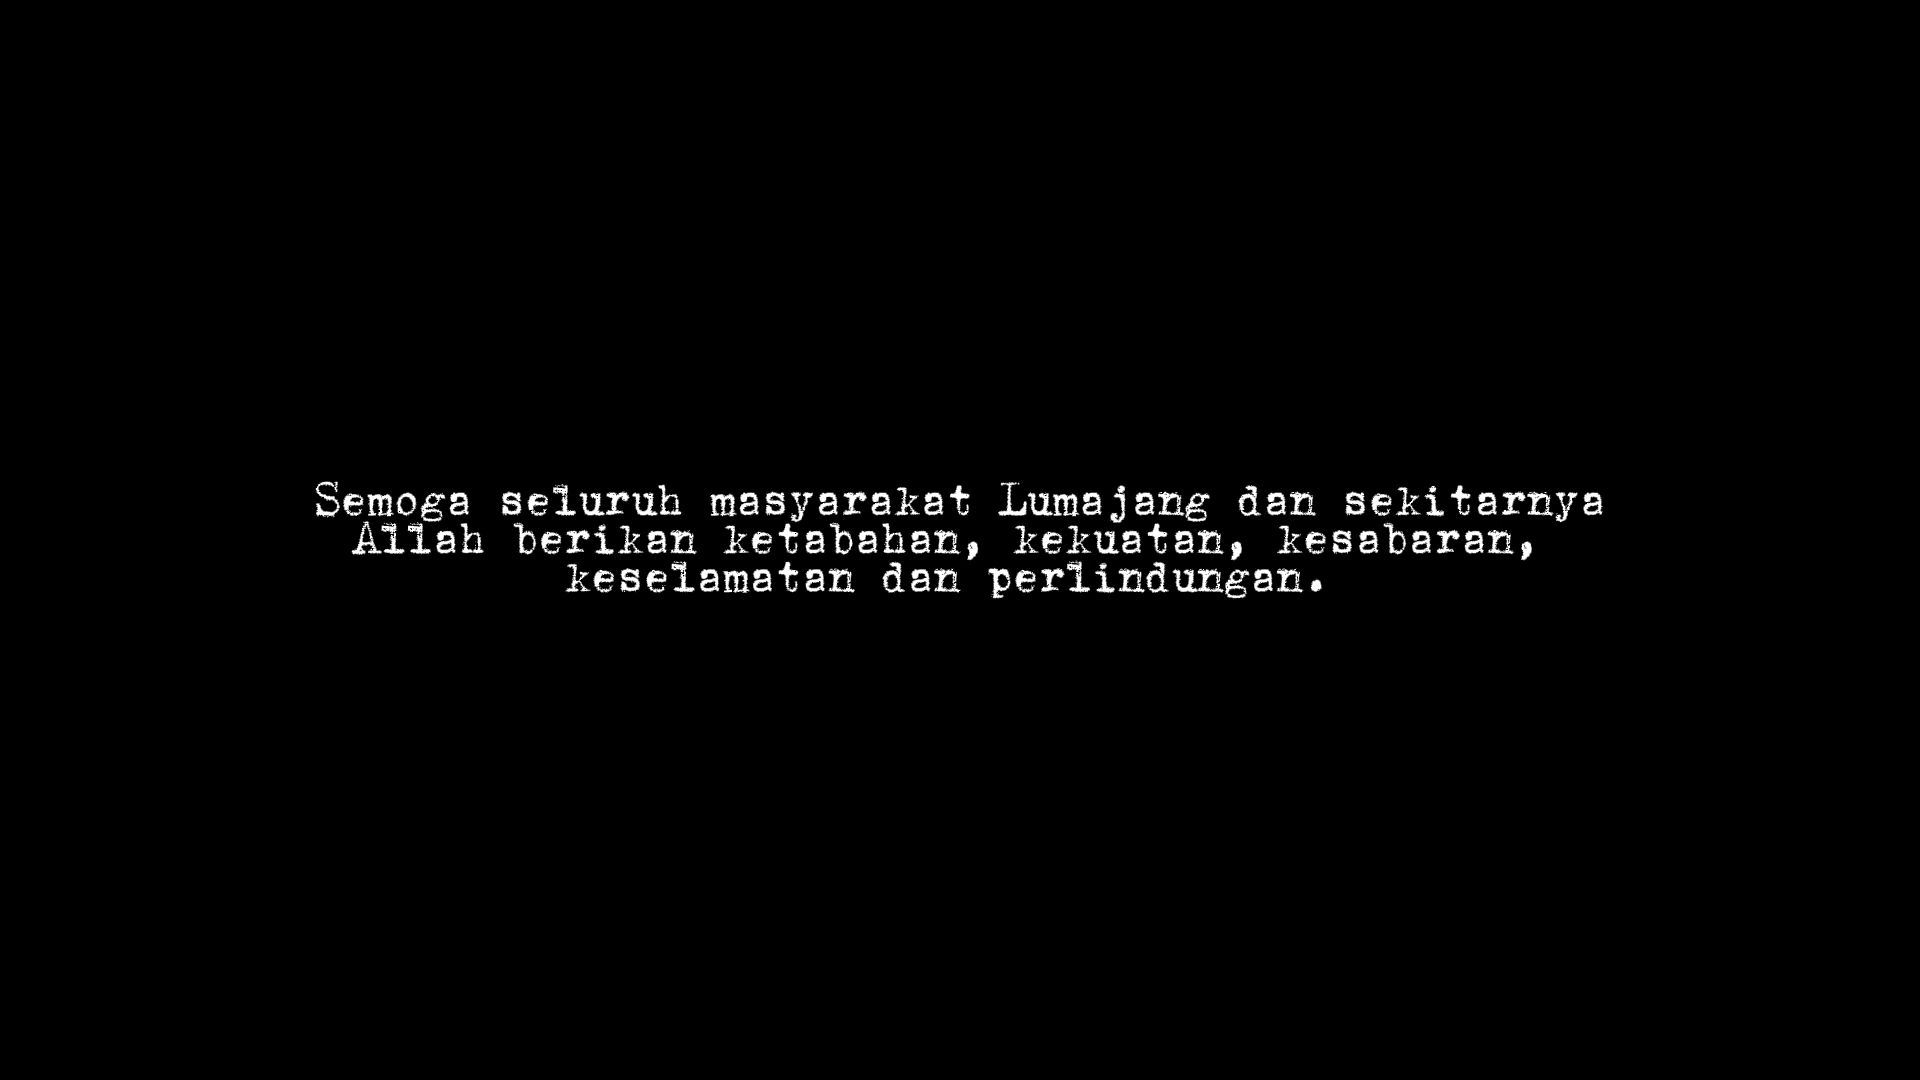 Semoga seluruh masyarakat Lumajang dan sekitarnya
Allah berikan ketabahan, kekuatan, kesabaran,
keselamatan dan perlindungan.